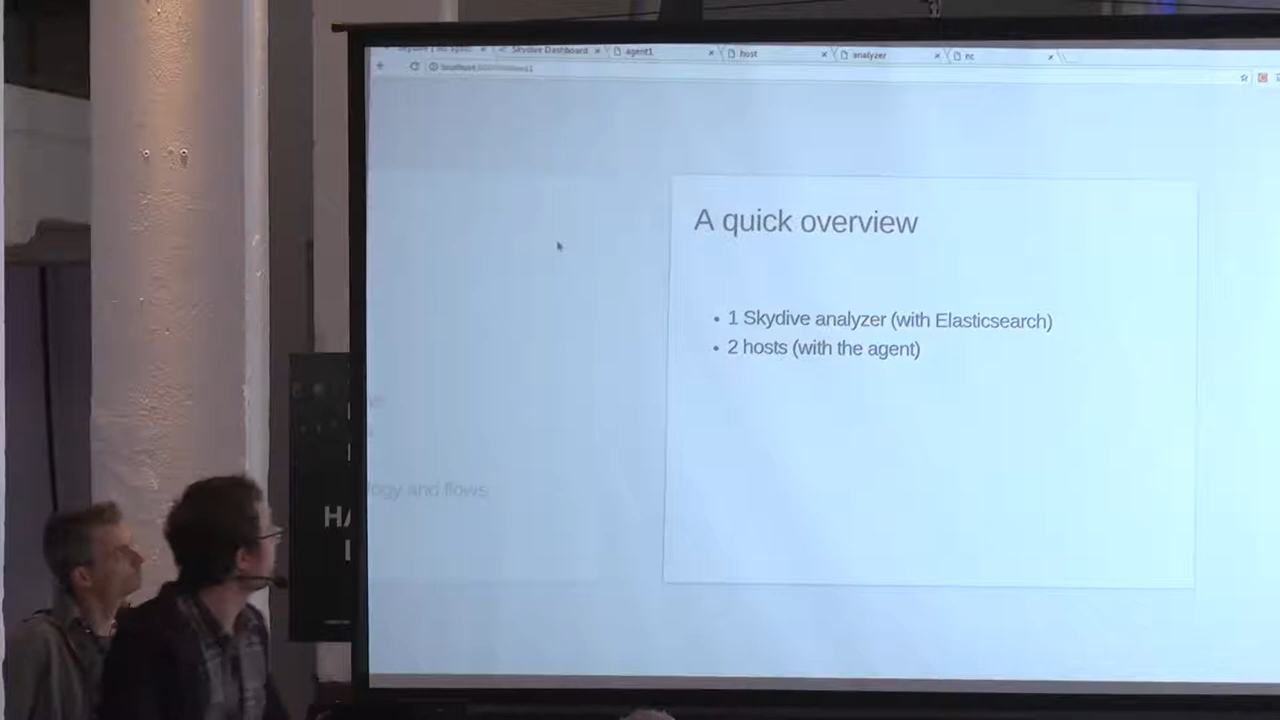 Skydive Dashboard
agent1
host
analyzer
nc
A quick overview
• 1 Skydive analyzer (with Elasticsearch)
• 2 hosts (with the agent)
logy and flows
HA